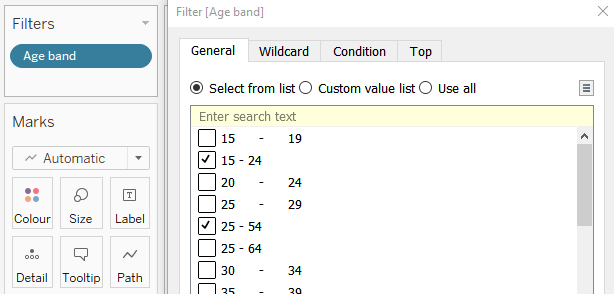 Filters
Age band
Marks
Automatic
Colour Size Label
Detail Tooltip Path
Filter [Age band]
General Wildcard Condition Top
Select from list Custom value list Use all
Enter search text
15 - 19
15 - 24
20 - 24
25 - 29
25 - 54
25 - 64
30 - 34
35 - 39